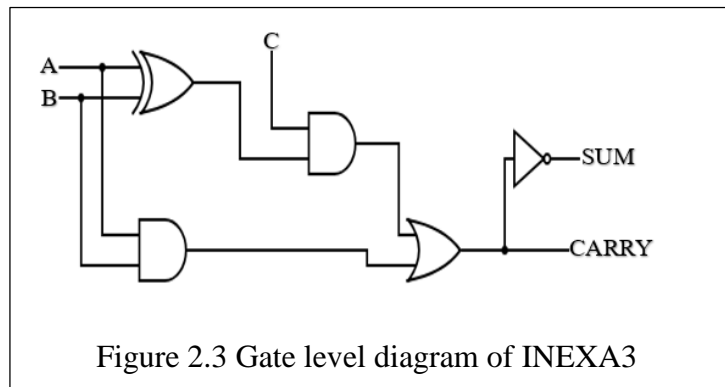 C
A
B
SUM
CARRY
Figure 2.3 Gate level diagram of INEXA3